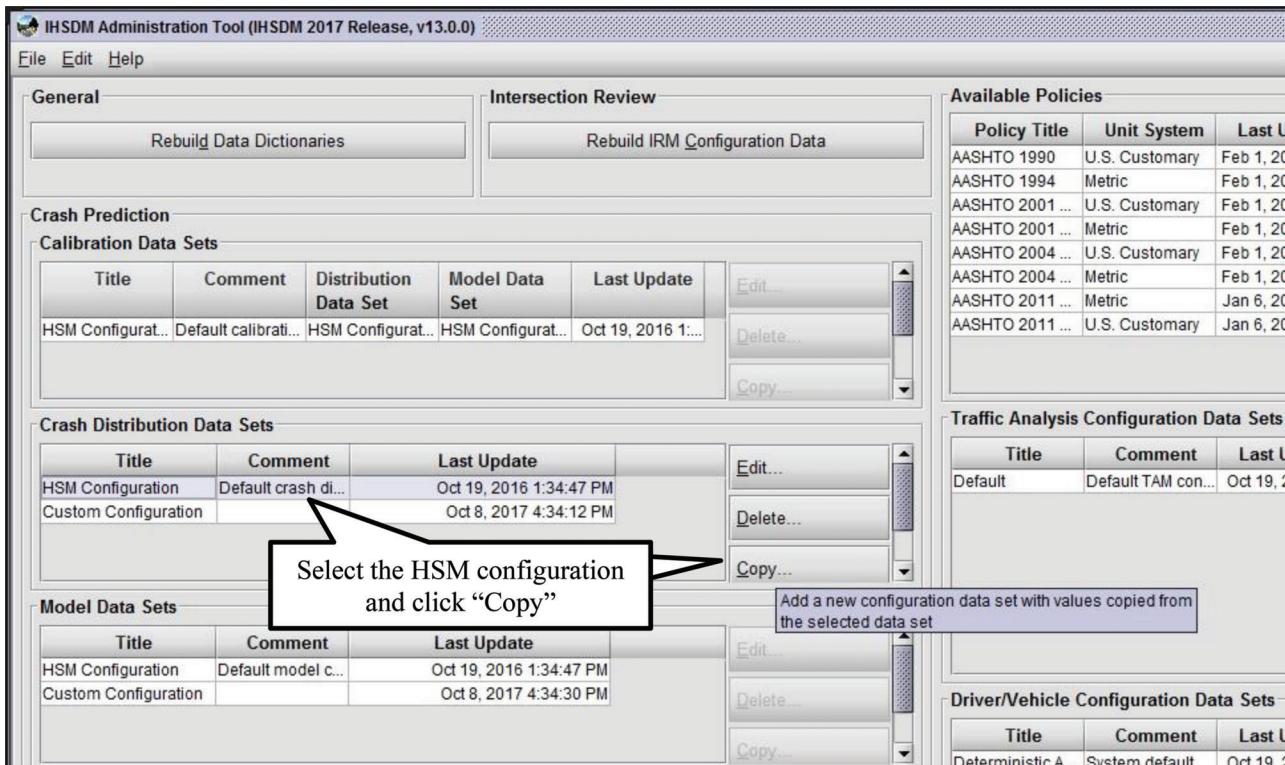 IHSDM Administration Tool (IHSDM 2017 Release, v13.0.0)
File Edit Help
General
Rebuild Data Dictionaries
Intersection Review
Rebuild IRM Configuration Data
Crash Prediction
Calibration Data Sets
Title Comment Distribution Data Set Model Data Set Last Update
HSM Configurat... Default calibrati... HSM Configurat... HSM Configurat... Oct 19, 2016 1:...
Edit...
Delete...
Copy...
Crash Distribution Data Sets
Title Comment Last Update
HSM Configuration Default crash di... Oct 19, 2016 1:34:47 PM
Custom Configuration Oct 8, 2017 4:34:12 PM
Edit...
Delete...
Copy...
Select the HSM configuration
and click “Copy”
Add a new configuration data set with values copied from
the selected data set
Model Data Sets
Title Comment Last Update
HSM Configuration Default model c... Oct 19, 2016 1:34:47 PM
Custom Configuration Oct 8, 2017 4:34:30 PM
Edit...
Delete...
Copy...
Available Policies
Policy Title Unit System Last
AASHTO 1990 U.S. Customary Feb 1,
AASHTO 1994 Metric Feb 1,
AASHTO 2001 ... U.S. Customary Feb 1,
AASHTO 2001 ... Metric Feb 1,
AASHTO 2004 ... U.S. Customary Feb 1,
AASHTO 2004 ... Metric Feb 1,
AASHTO 2011 ... Metric Jan 6,
AASHTO 2011 ... U.S. Customary Jan 6,
Traffic Analysis Configuration Data Sets
Title Comment Last
Default Default TAM con... Oct 19,
Driver/Vehicle Configuration Data Sets
Title Comment Last
Deterministic A... System default... Oct 19,